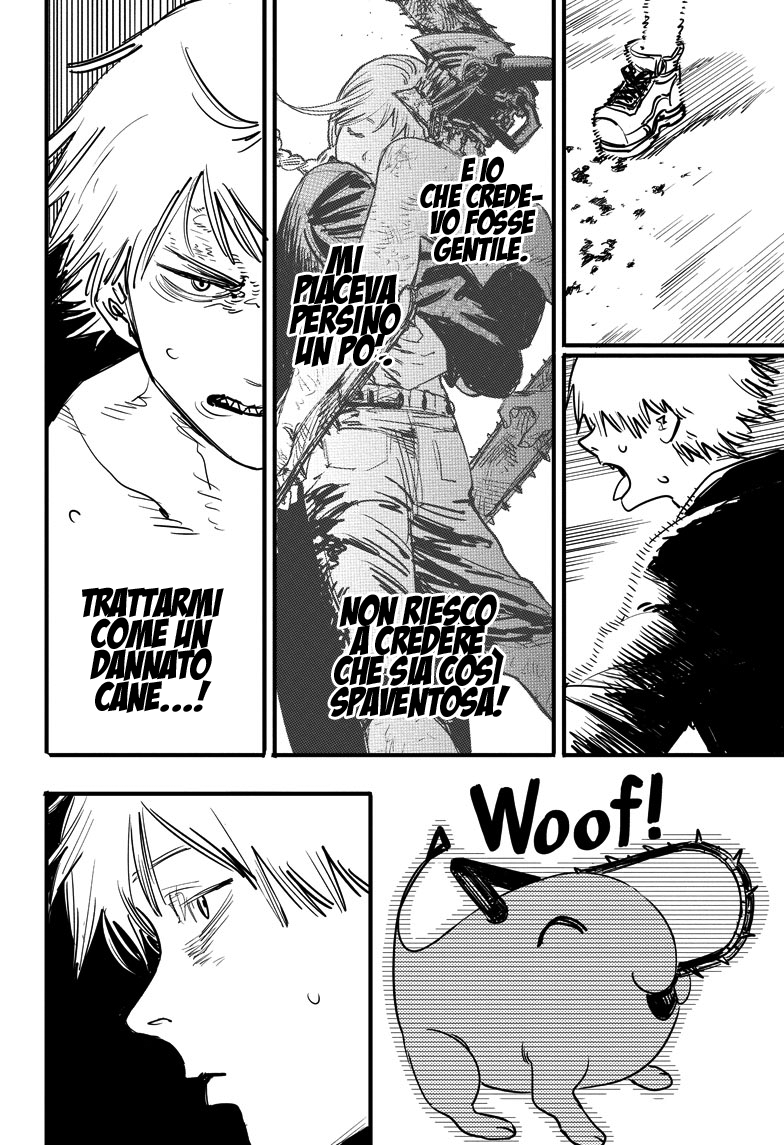 E IO
CHE CREDE-
VO FOSSE
GENTILE.
MI
PIACEVA
PERSINO
UN PO'.
NON RIESCO
A CREDERE
CHE SIA COSÌ
SPAVENTOSA!
TRATTARMI
COME UN
DANNATO
CANE...!
Woof!